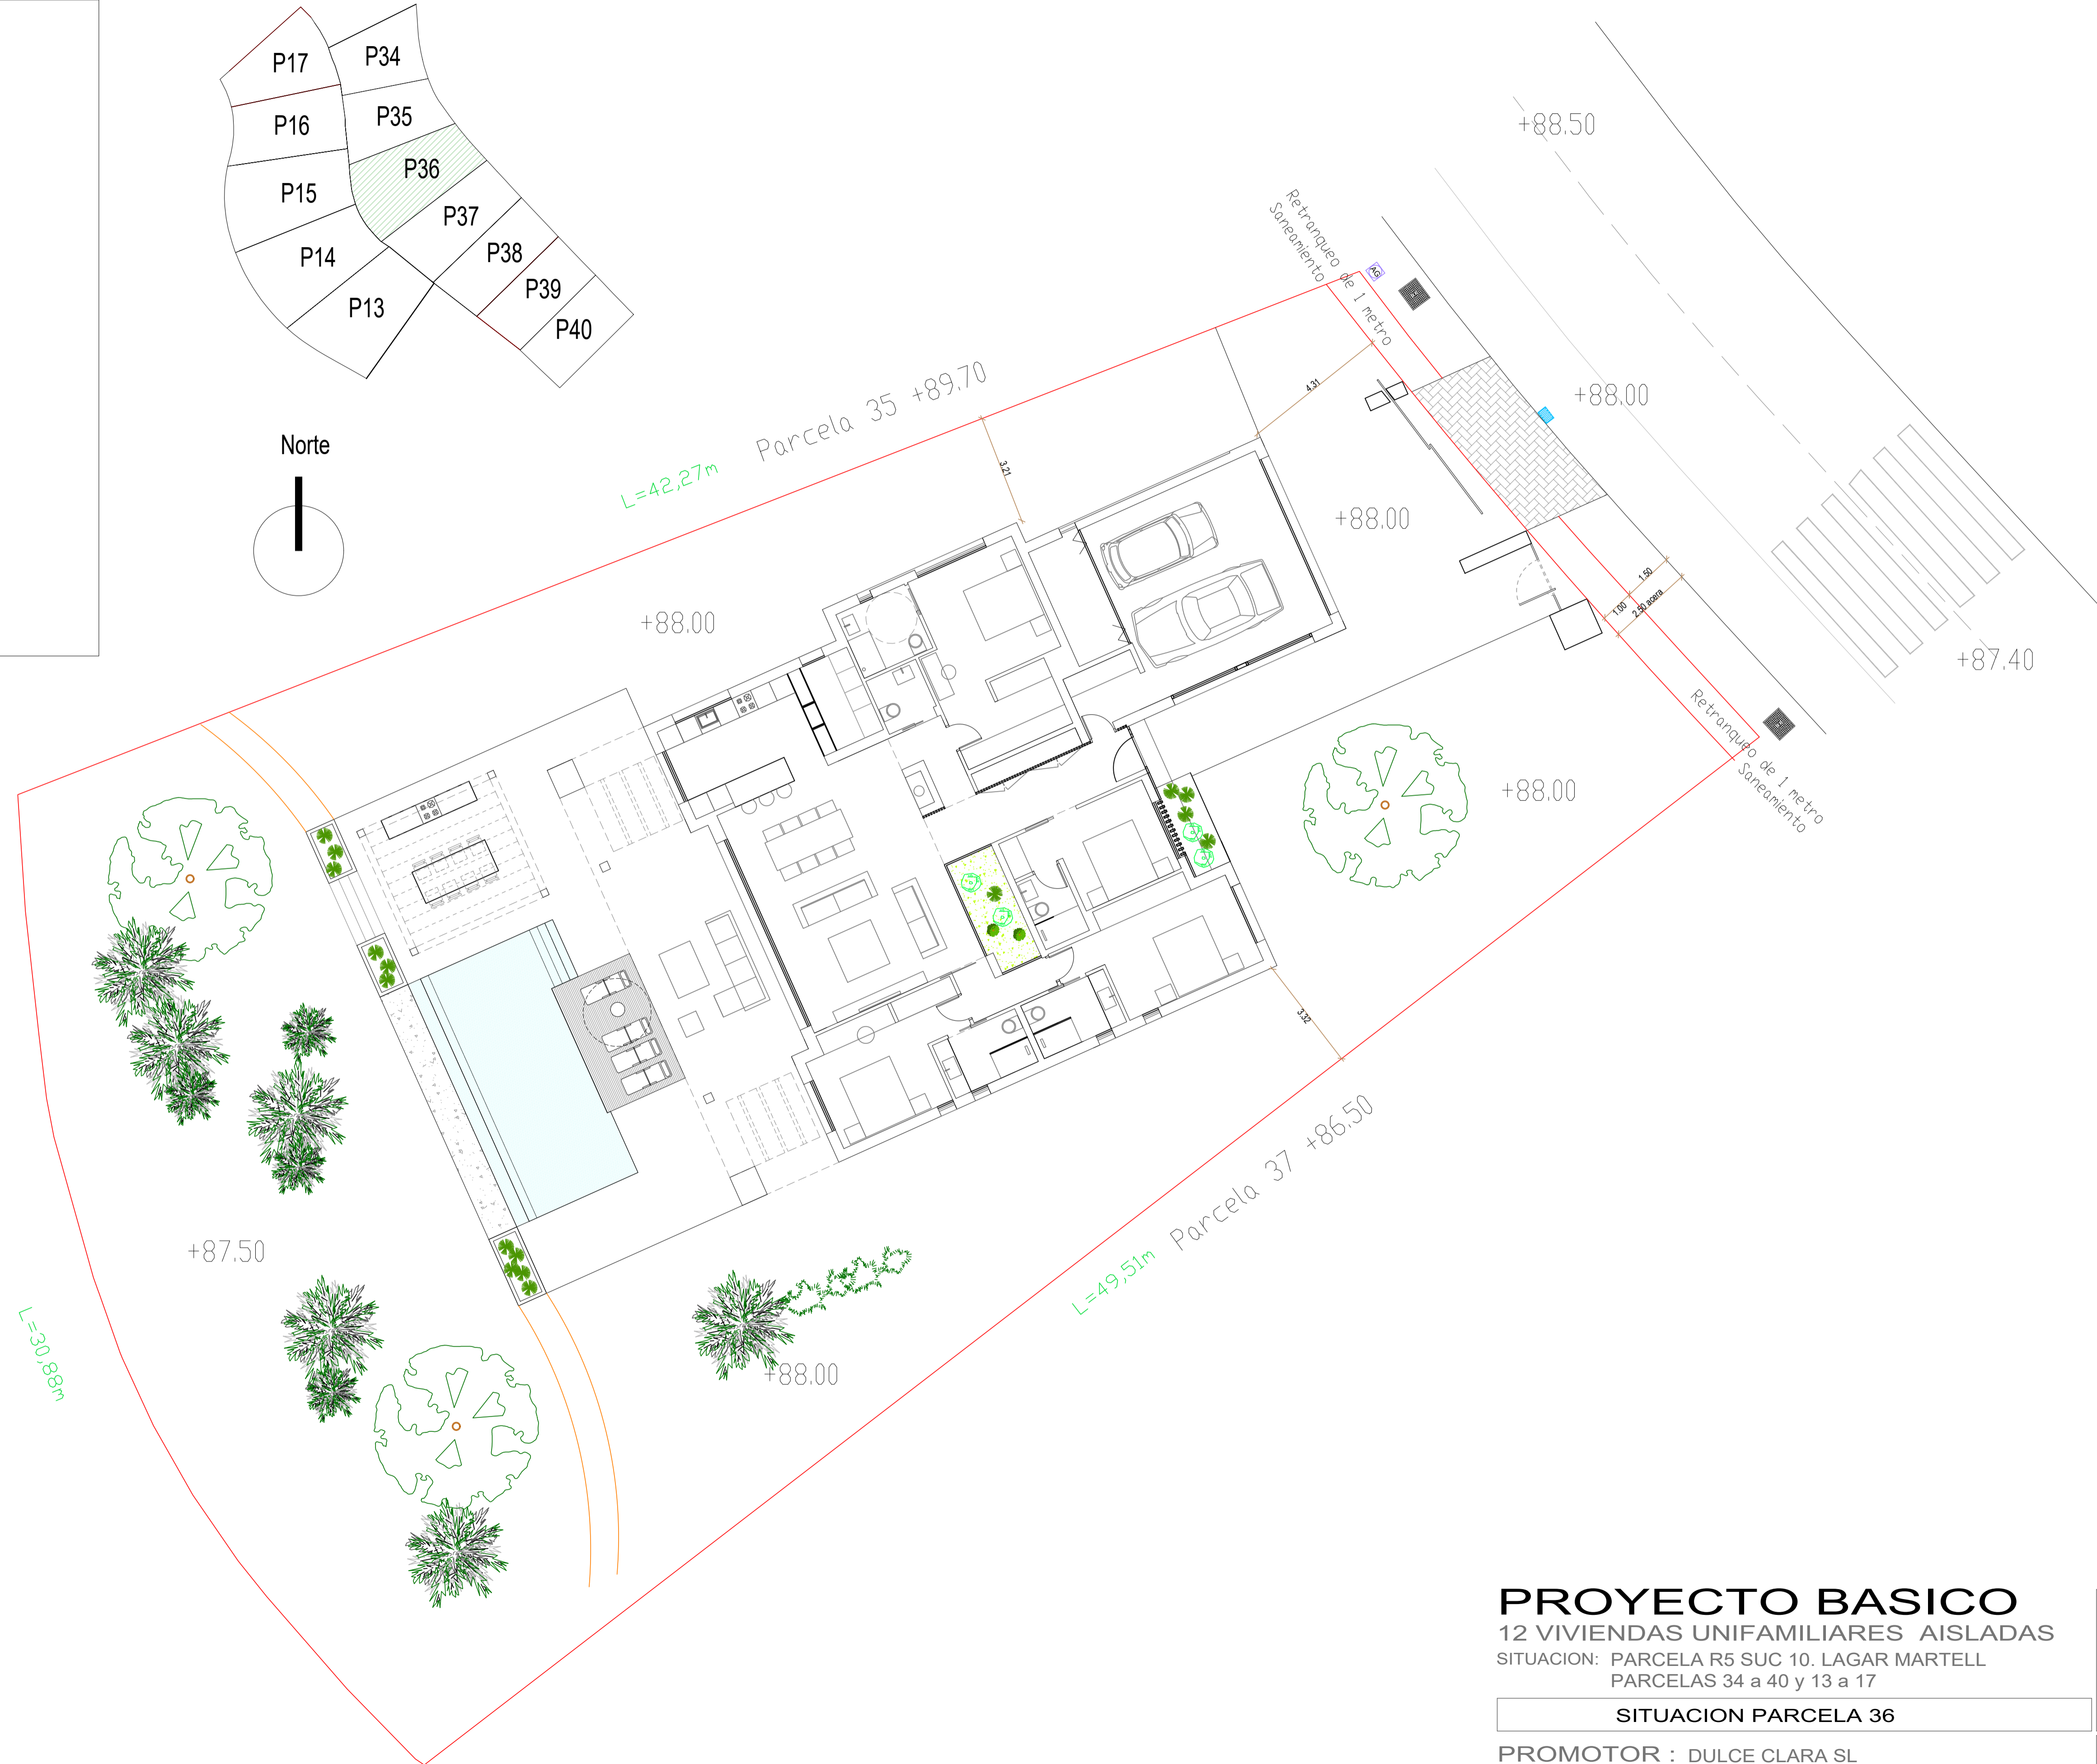 P17
P34
P16
P35
P36
P15
P37
P14
P38
P13
P39
P40
Norte
+88.50
Retranqueo de 1 metro
Saneamiento
AG
+88.00
4.31
Parcela 35 +89.70
L=42,27m
3.21
+88.00
+88.00
1.50
1.00
2.50 acera
+87.40
Retranqueo de 1 metro
Saneamiento
+88.00
3.32
Parcela 37 +86.50
L=49,51m
+87.50
L=30,88m
+88.00
PROYECTO BASICO
12 VIVIENDAS UNIFAMILIARES AISLADAS
SITUACION: PARCELA R5 SUC 10. LAGAR MARTELL
PARCELAS 34 a 40 y 13 a 17
SITUACION PARCELA 36
PROMOTOR : DULCE CLARA SL